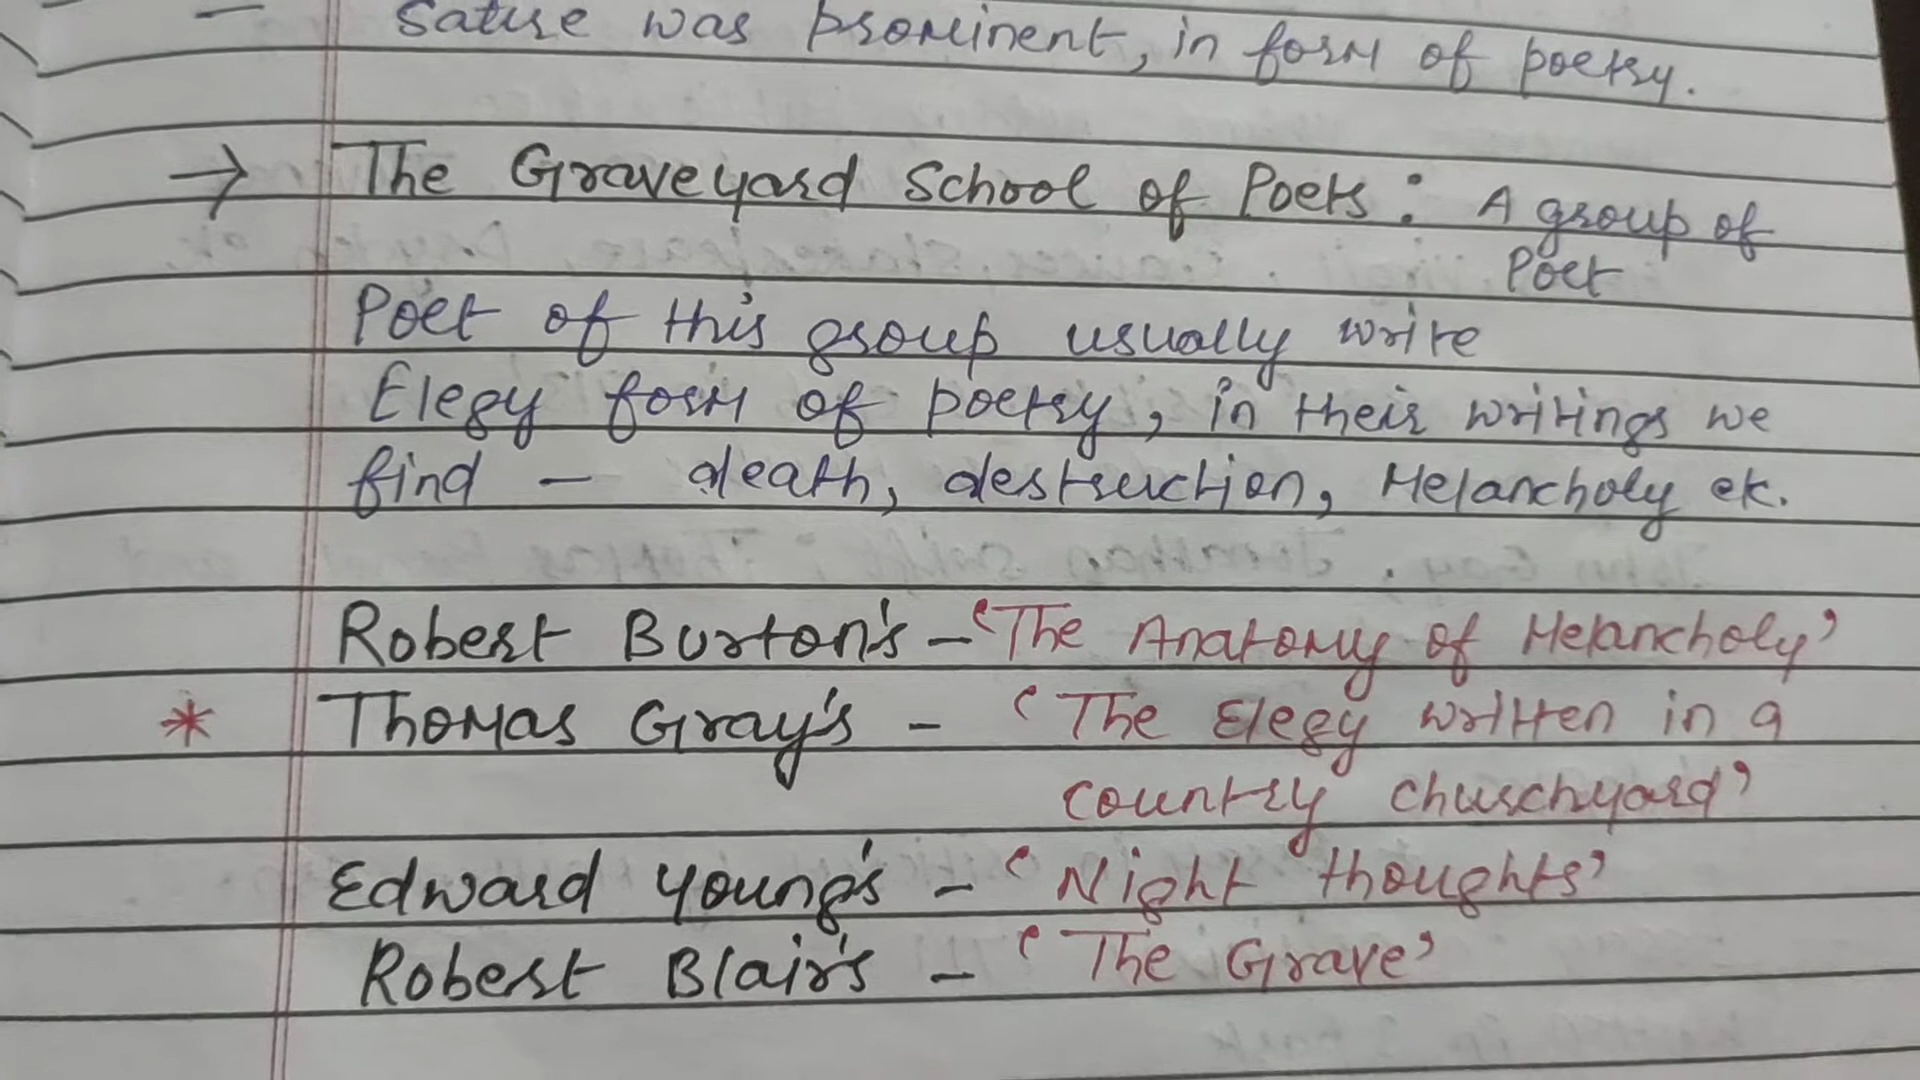 — Satire was prominent, in form of poetry.
→ The Graveyard School of Poets : A group of
Poet
Poet of this group usually write
Elegy form of poetry, in their writings we
find — death, destruction, Melancholy etc.
Robert Burton's – 'The Anatomy of Melancholy'
* Thomas Gray's – 'The Elegy written in a
country churchyard'
Edward Young's – 'Night thoughts'
Robert Blair's – 'The Grave'